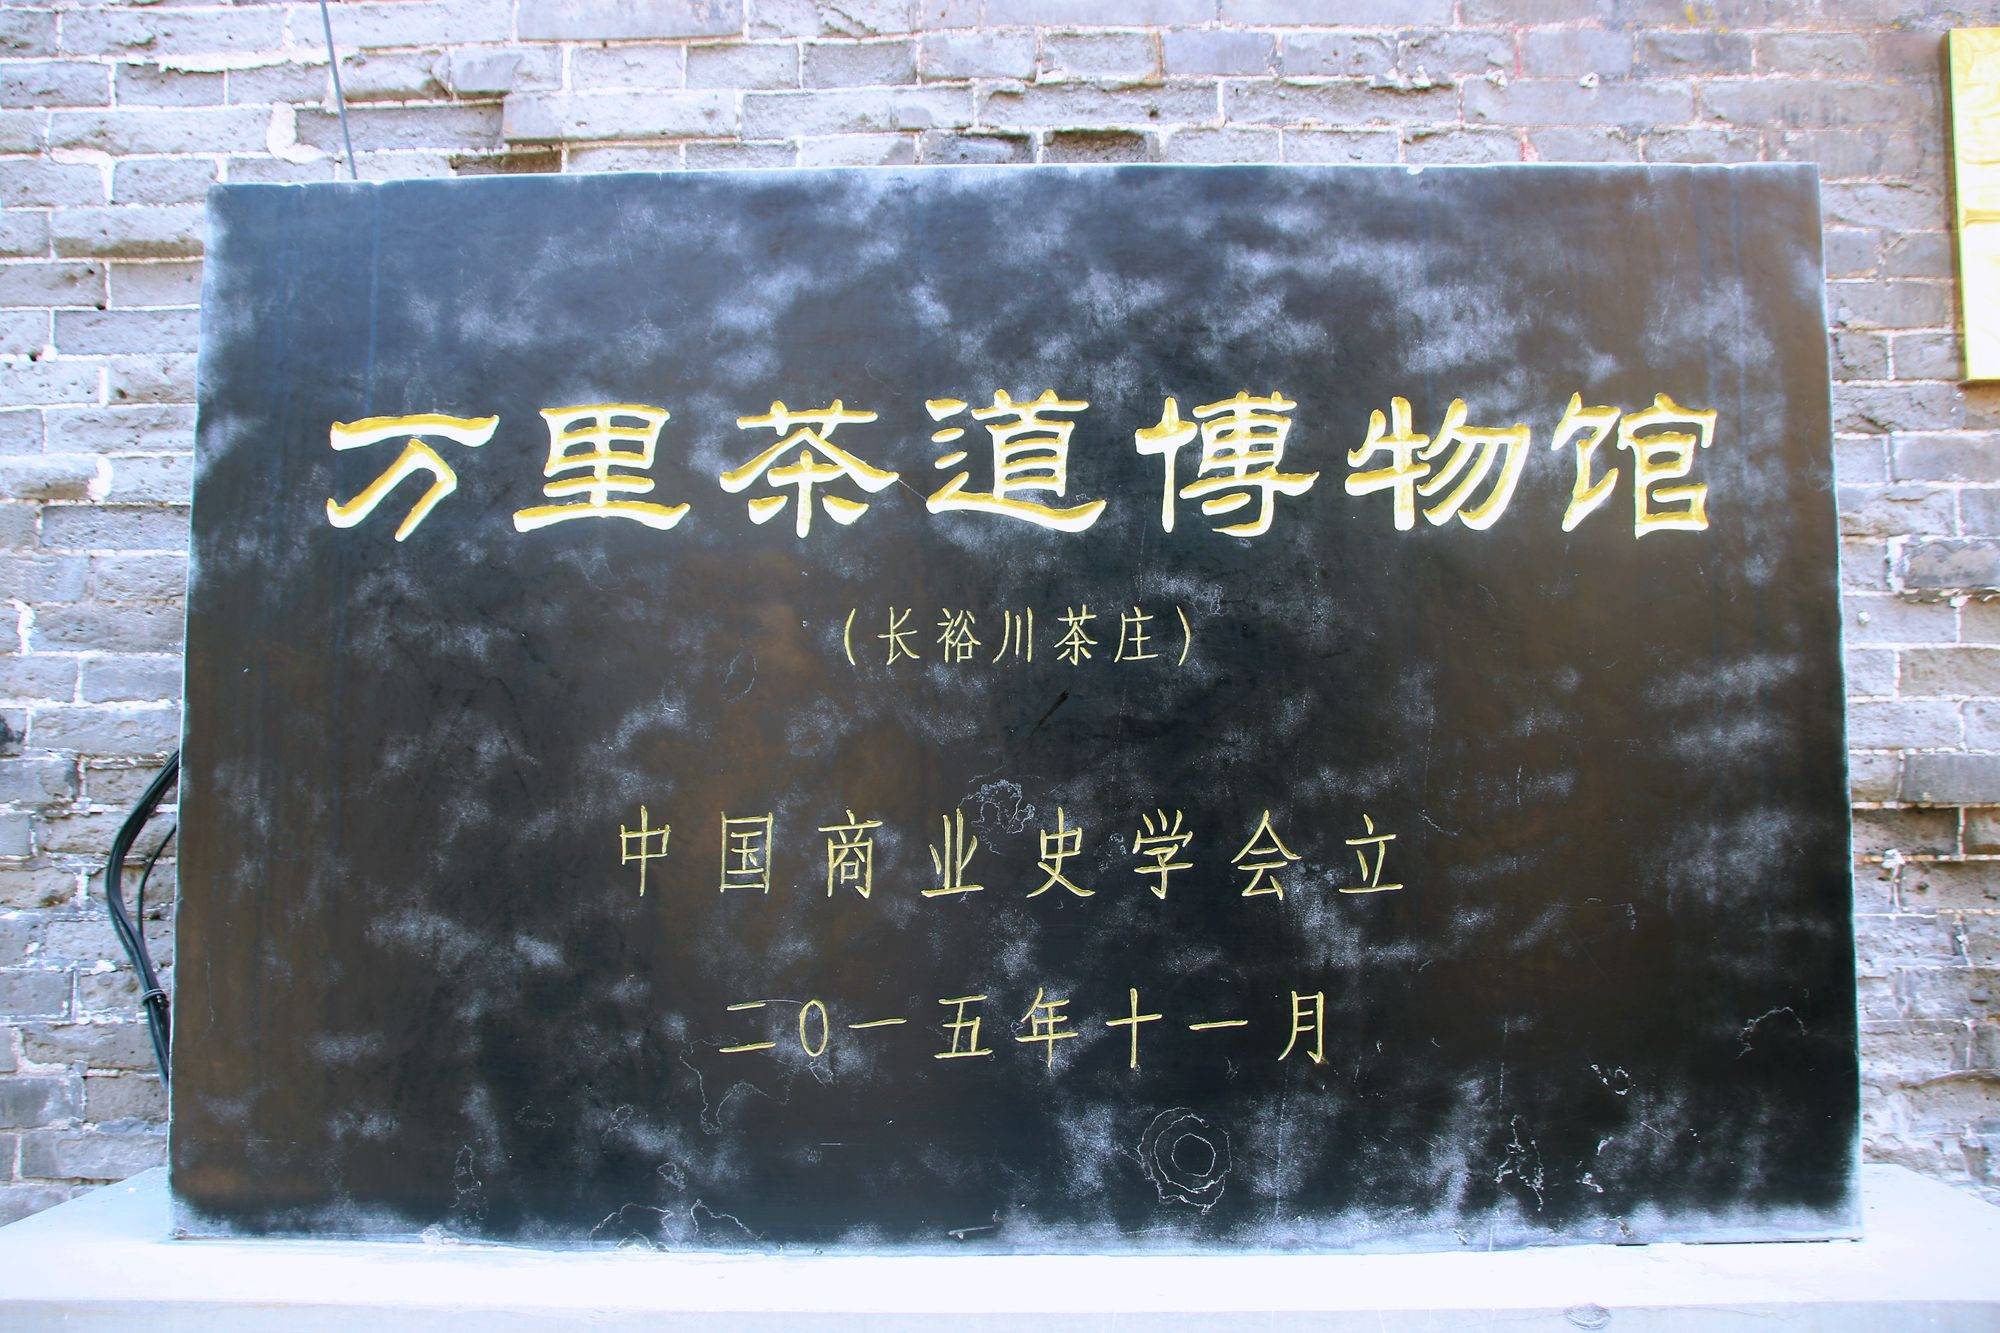 万里茶道博物馆
（长裕川茶庄）
中国商业史学会立
二〇一五年十一月